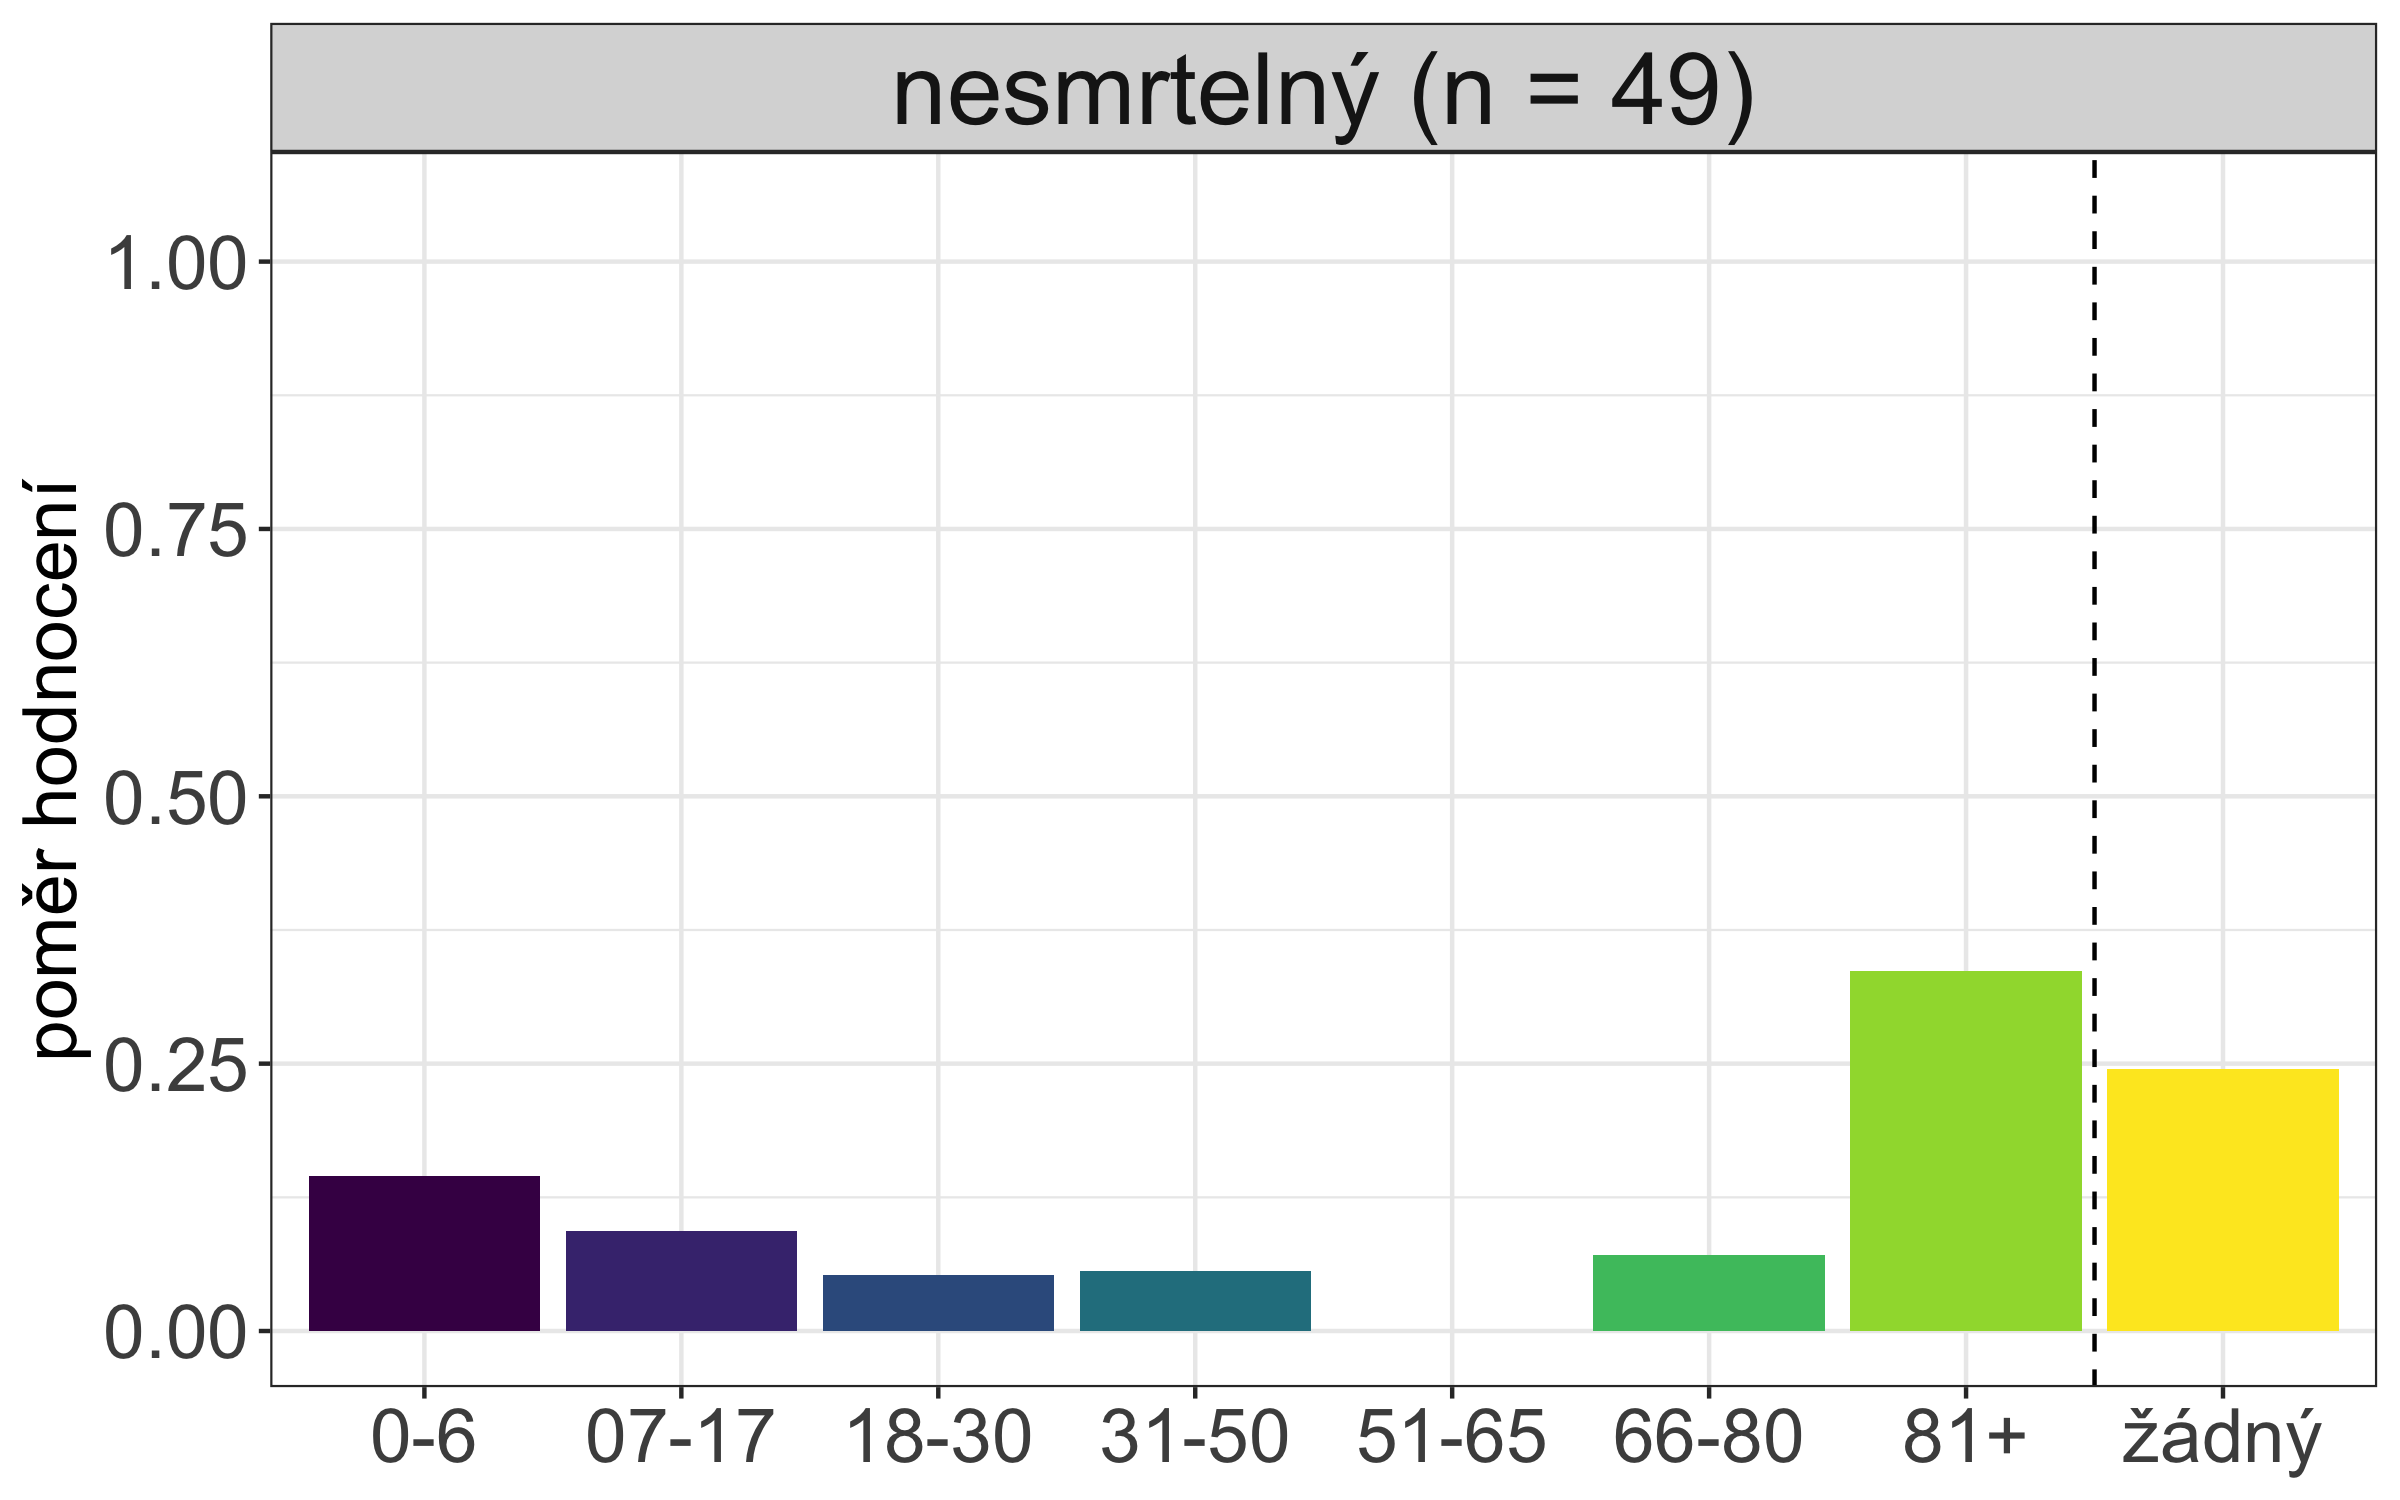 nesmrtelný (n = 49)
poměr hodnocení
1.00
0.75
0.50
0.25
0.00
0-6 07-17 18-30 31-50 51-65 66-80 81+ žádný